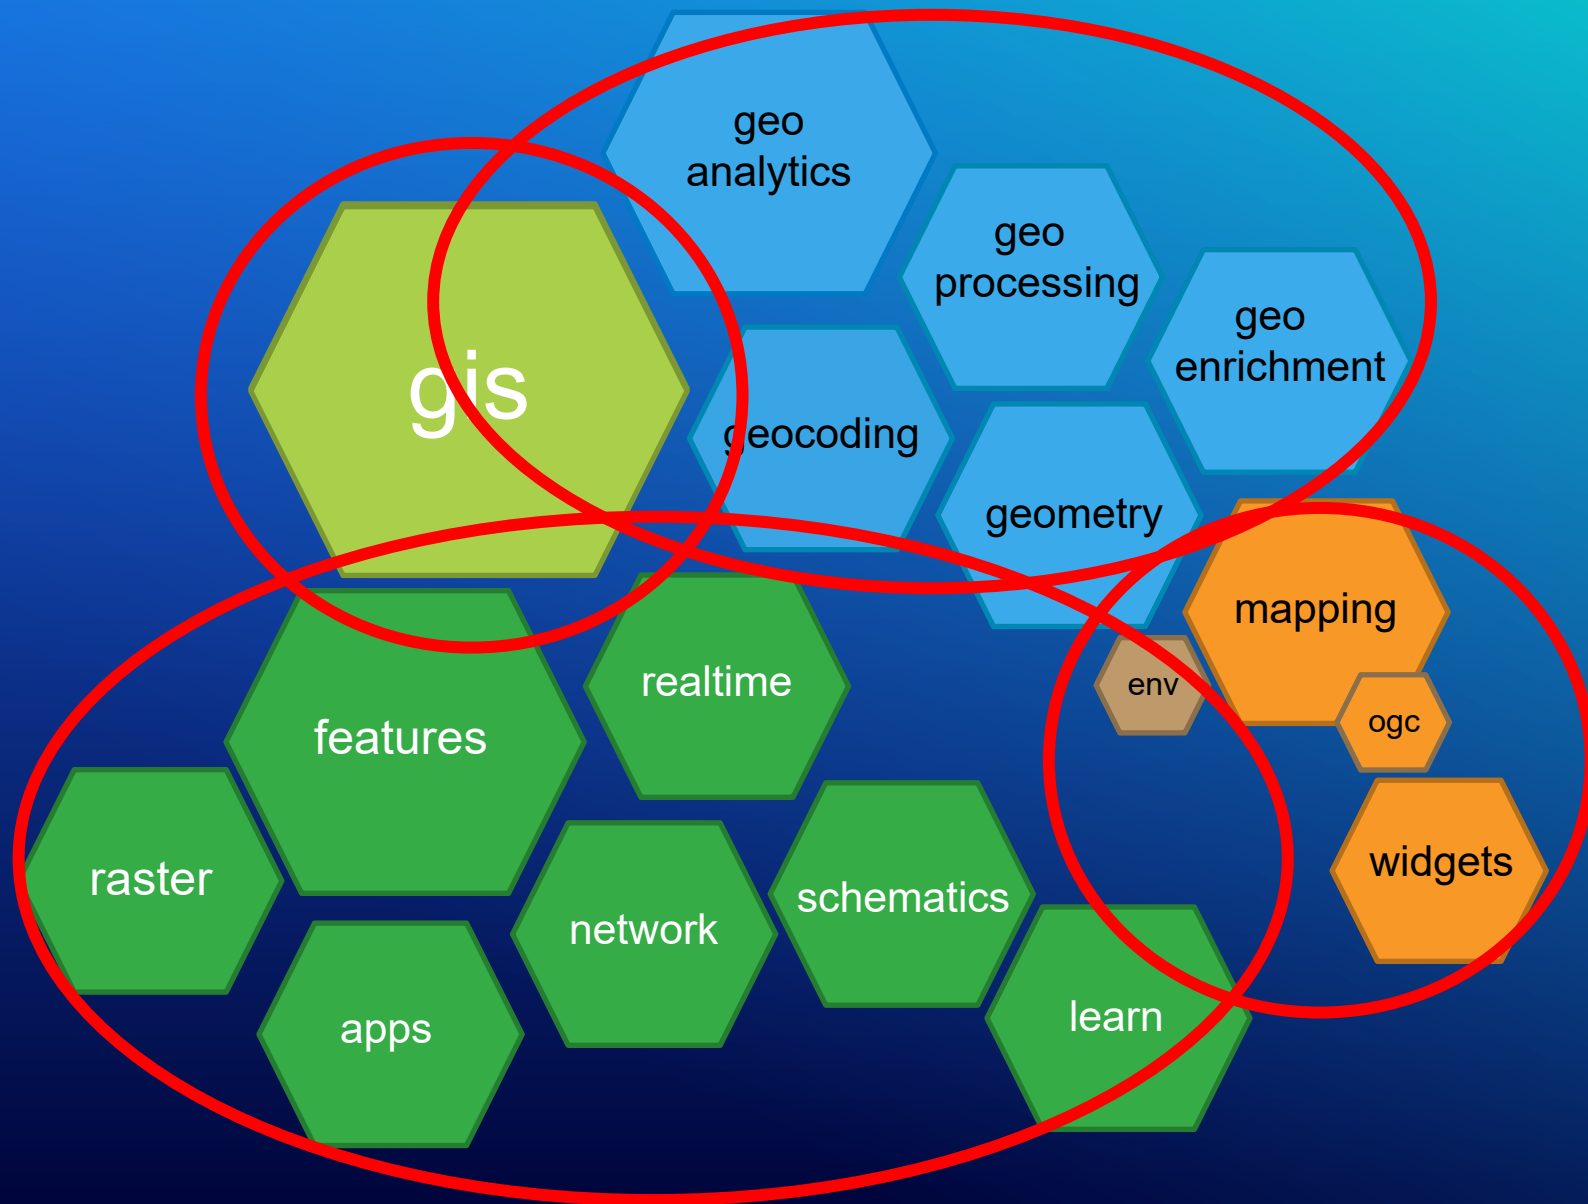 geo
analytics
geo
processing
geo
enrichment
gis
geocoding
geometry
mapping
env
ogc
realtime
features
widgets
raster
schematics
network
learn
apps